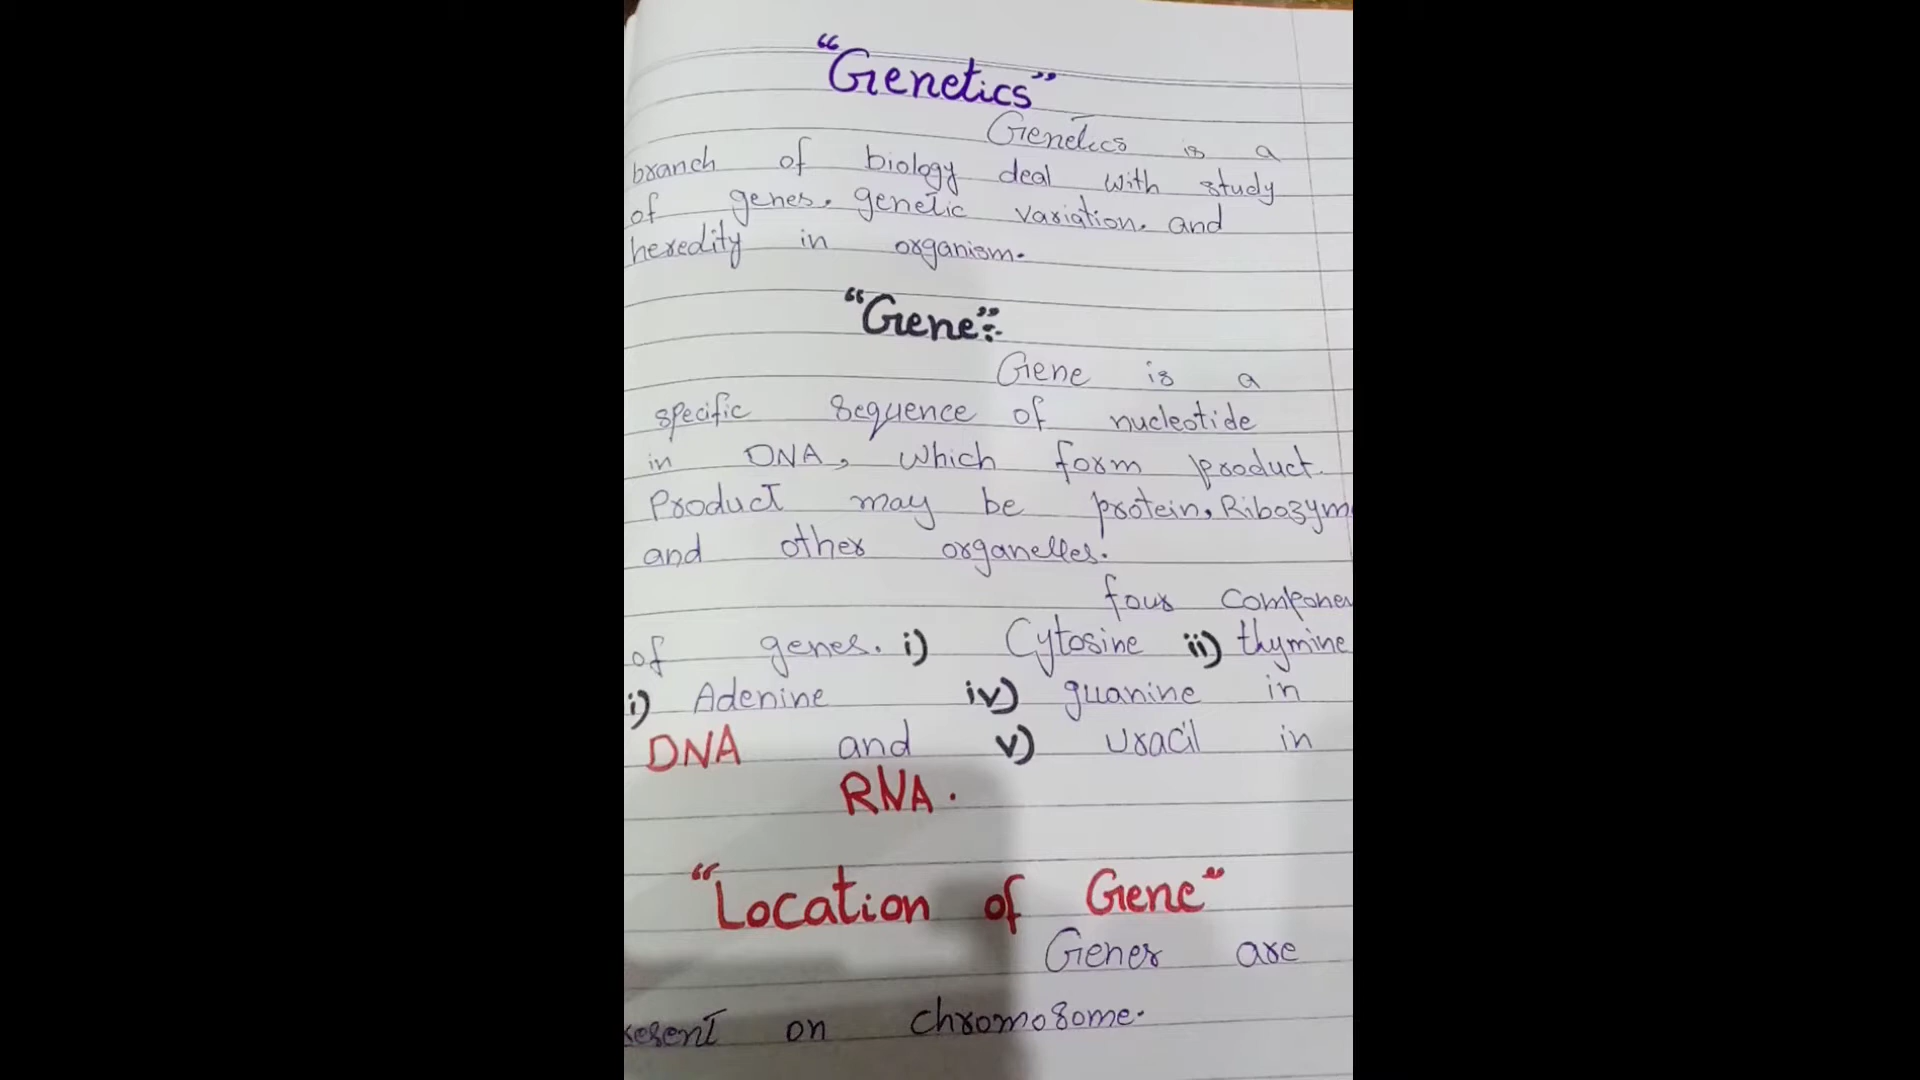 "Genetics"
Genetics is a
branch of biology deal with study
of genes, genetic variation, and
heredity in organism.
"Gene":-
Gene is a
specific sequence of nucleotide
in DNA, which form product.
Product may be protein, Ribozym
and other organelles.
four Componen
of genes. i) Cytosine ii) thymine
i) Adenine iv) guanine in
DNA and v) Uracil in
RNA.
"Location of Gene"
Genes are
resent on chromosome.